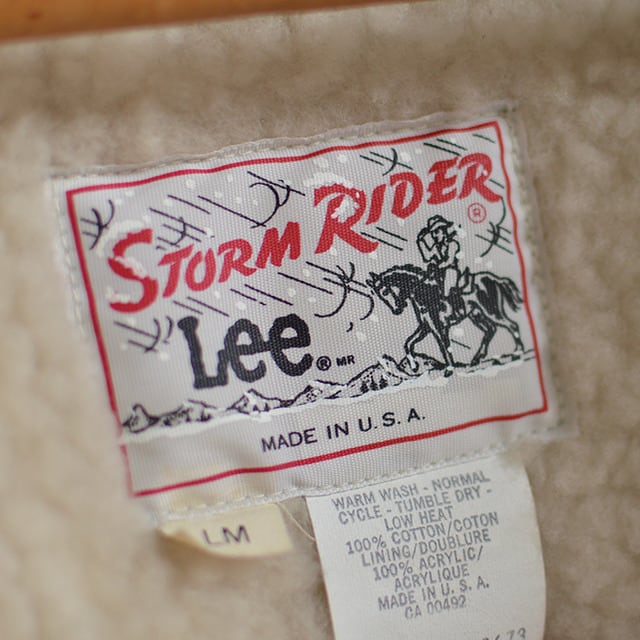 STORM RIDER ®
Lee ® MR
MADE IN U.S.A.
LM
WARM WASH - NORMAL
CYCLE - TUMBLE DRY -
LOW HEAT
100% COTTON/COTON
LINING/DOUBLURE
100% ACRYLIC/
ACRYLIQUE
MADE IN U.S.A.
CA 00492